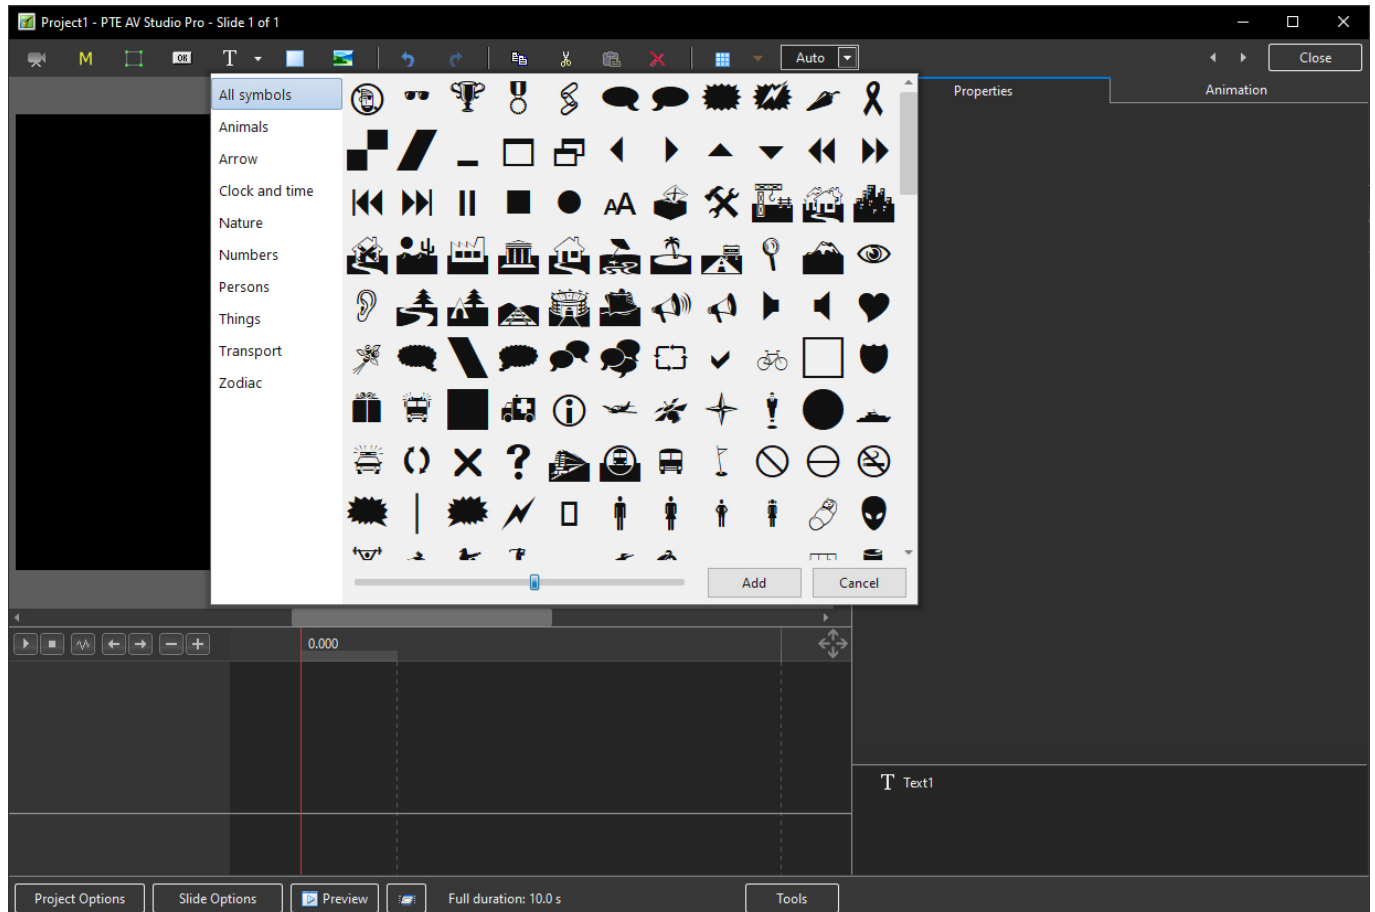 Project1 - PTE AV Studio Pro - Slide 1 of 1
M
OK
T
Auto
Close
All symbols
Animals
Arrow
Clock and time
Nature
Numbers
Persons
Things
Transport
Zodiac
AA
Add
Cancel
Properties
Animation
0.000
T Text1
Project Options
Slide Options
Preview
Full duration: 10.0 s
Tools